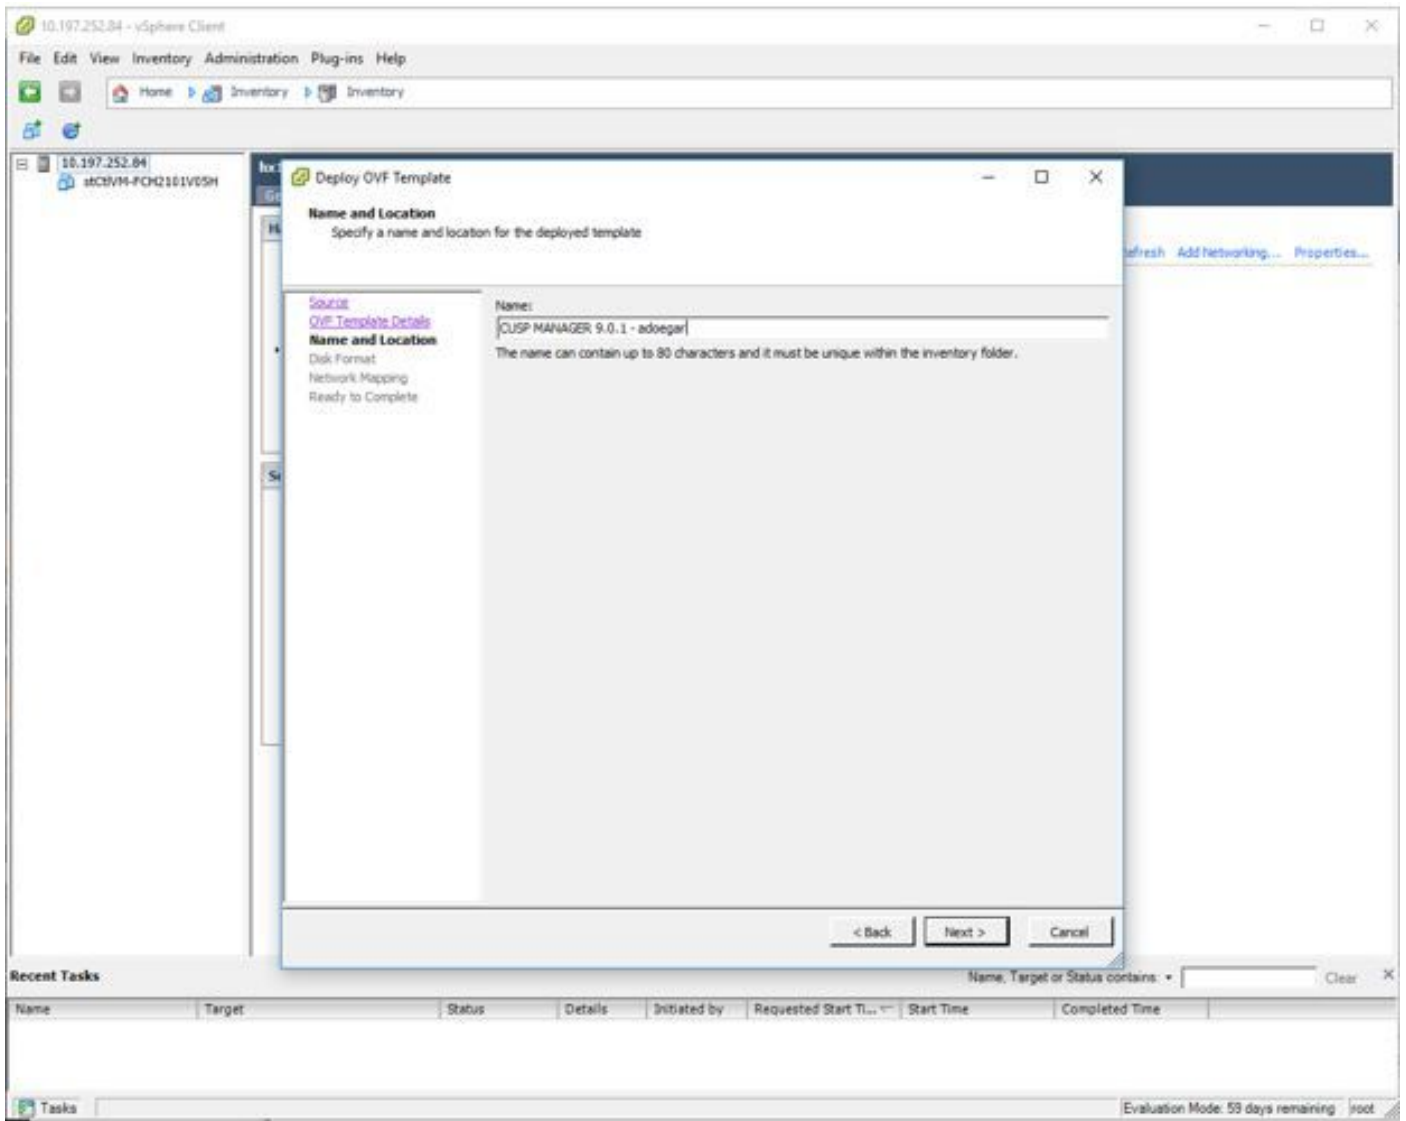 10.197.252.84 - vSphere Client
File Edit View Inventory Administration Plug-ins Help
Home Inventory Inventory
10.197.252.84
stCtlVM-FCH2101V0SH
Deploy OVF Template
Name and Location
Specify a name and location for the deployed template
Refresh Add Networking... Properties...
Source
OVF Template Details
Name and Location
Disk Format
Network Mapping
Ready to Complete
Name:
CUSP MANAGER 9.0.1 - adoegar
The name can contain up to 80 characters and it must be unique within the inventory folder.
< Back Next > Cancel
Recent Tasks
Name, Target or Status contains: Clear
Name Target Status Details Initiated by Requested Start Ti... Start Time Completed Time
Tasks
Evaluation Mode: 59 days remaining root